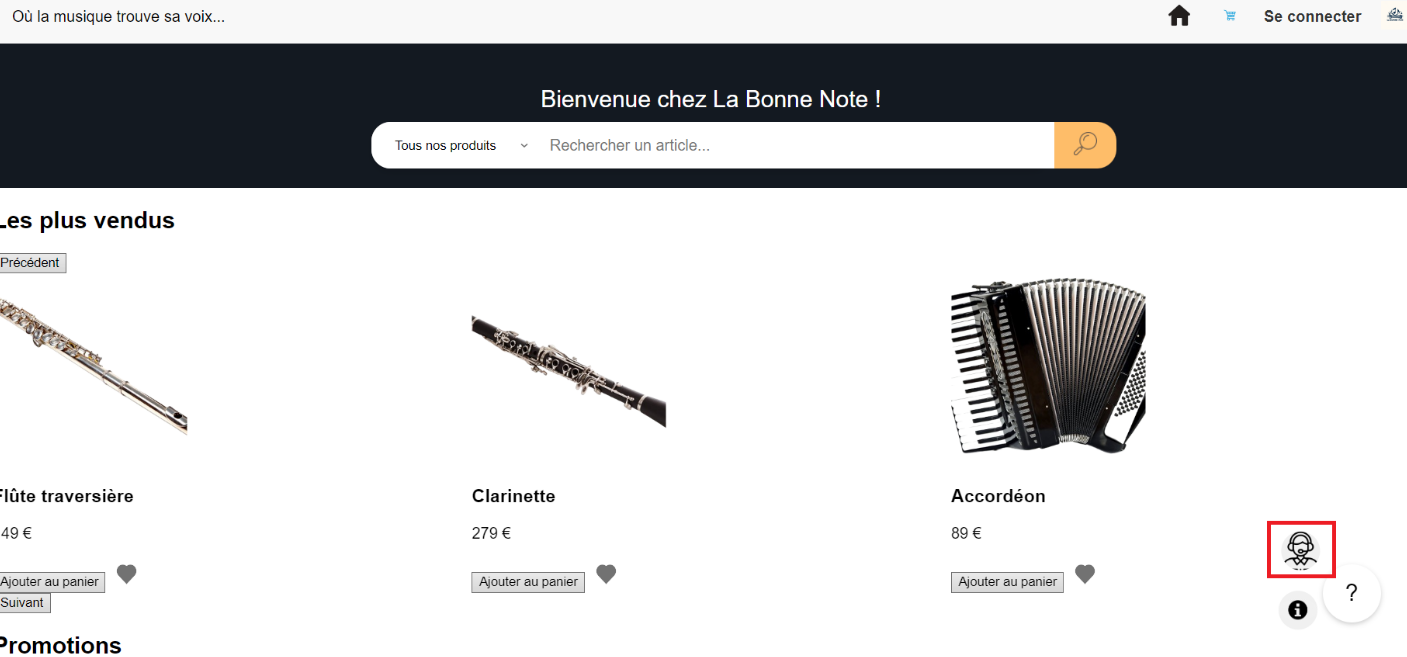 Où la musique trouve sa voix...
Se connecter
Bienvenue chez La Bonne Note !
Tous nos produits
Rechercher un article...
Les plus vendus
Précédent
Flûte traversière
Clarinette
Accordéon
49 €
279 €
89 €
Ajouter au panier
Ajouter au panier
Ajouter au panier
Suivant
?
Promotions